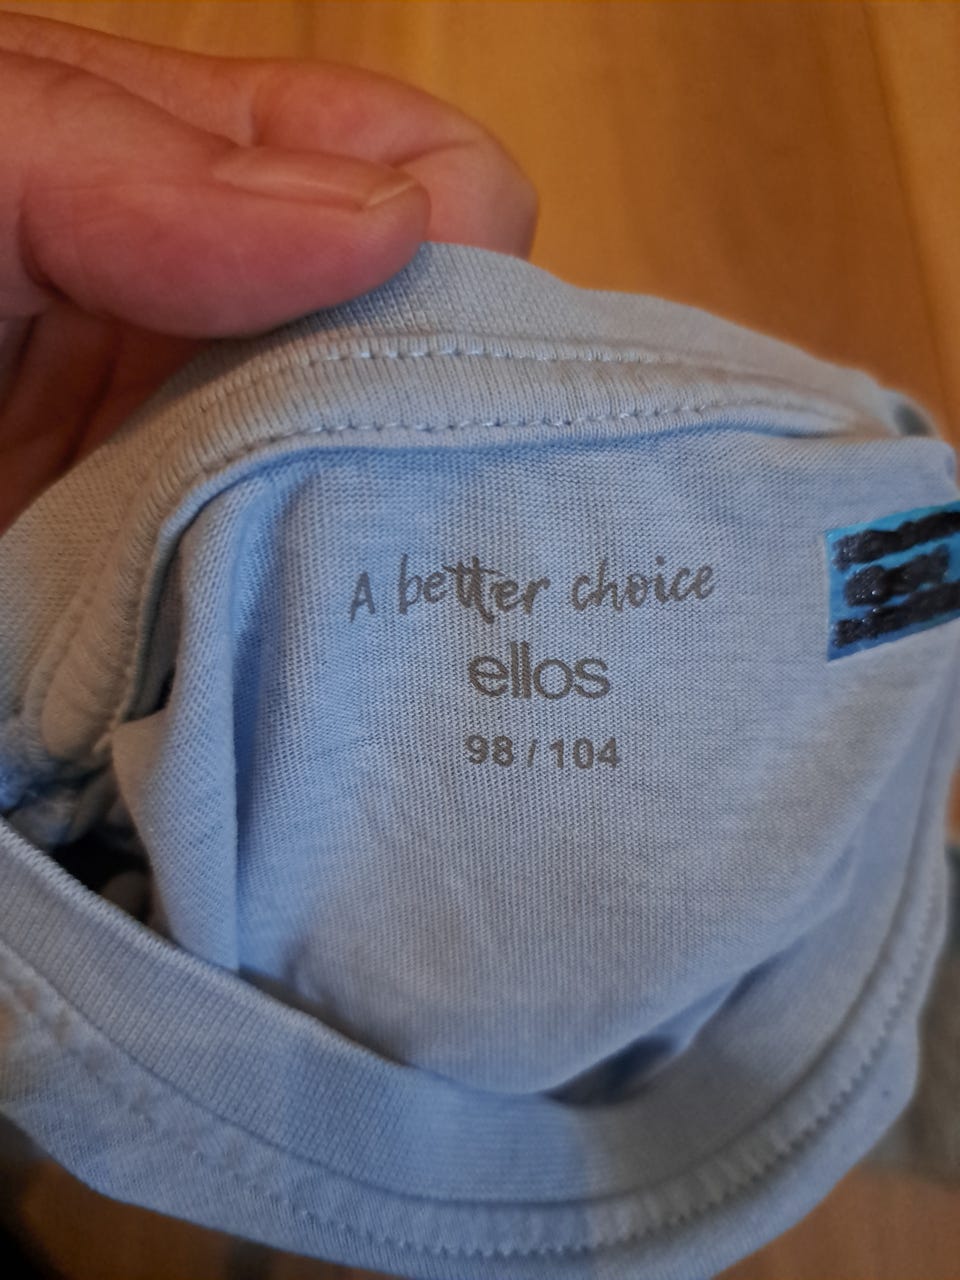 A better choice
ellos
98 / 104